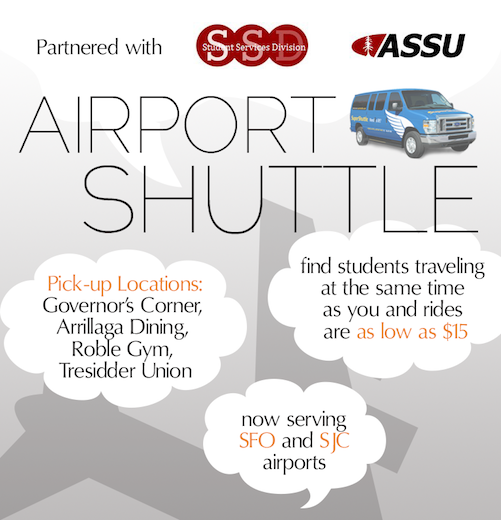 Partnered with
SSD
Student Services Division
ASSU
AIRPORT
SHUTTLE
Pick-up Locations:
Governor's Corner,
Arrillaga Dining,
Roble Gym,
Tresidder Union
find students traveling
at the same time
as you and rides
are as low as $15
now serving
SFO and SJC
airports